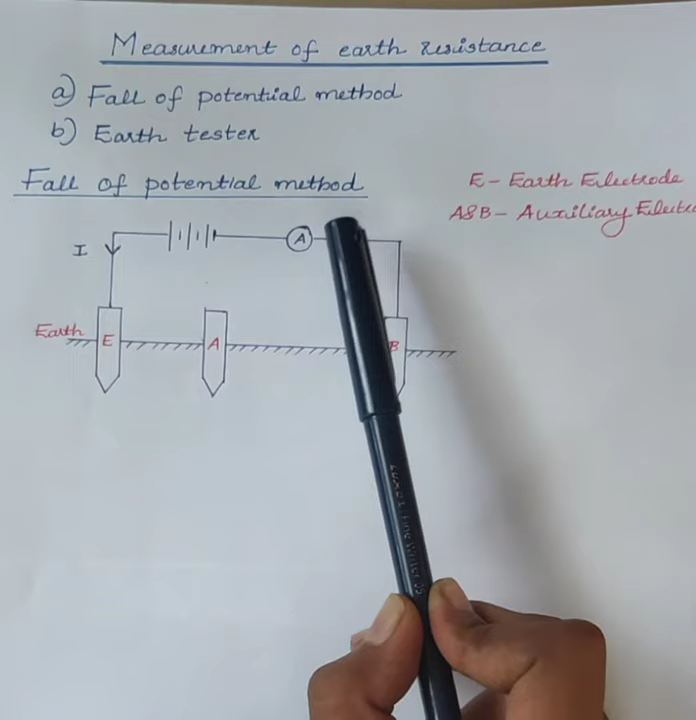 Measurement of earth resistance
a) Fall of potential method
b) Earth tester
Fall of potential method
E - Earth Electrode
A&B - Auxiliary
I
A
Earth
E
A
B